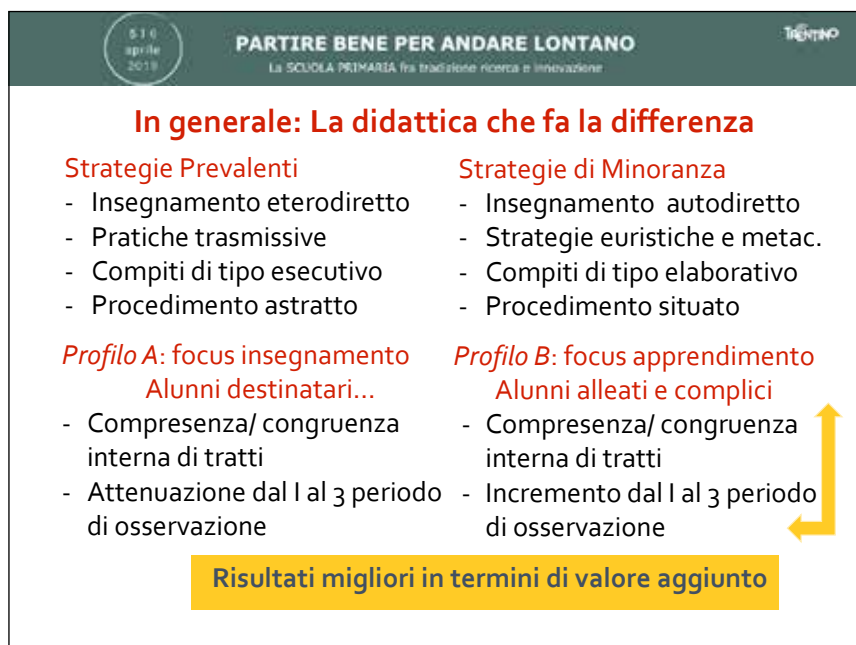 5 | 6
aprile
2019
PARTIRE BENE PER ANDARE LONTANO
La SCUOLA PRIMARIA fra tradizione ricerca e innovazione
TRENTINO
In generale: La didattica che fa la differenza
Strategie Prevalenti
- Insegnamento eterodiretto
- Pratiche trasmissive
- Compiti di tipo esecutivo
- Procedimento astratto
Profilo A: focus insegnamento
Alunni destinatari...
- Compresenza/ congruenza
interna di tratti
- Attenuazione dal I al 3 periodo
di osservazione
Strategie di Minoranza
- Insegnamento autodiretto
- Strategie euristiche e metac.
- Compiti di tipo elaborativo
- Procedimento situato
Profilo B: focus apprendimento
Alunni alleati e complici
- Compresenza/ congruenza
interna di tratti
- Incremento dal I al 3 periodo
di osservazione
Risultati migliori in termini di valore aggiunto